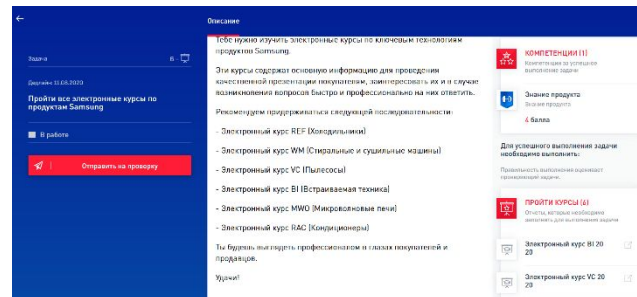 Описание
Задача
6
Дедлайн 31.08.2020
Пройти все электронные курсы по
продуктам Samsung
В работе
Отправить на проверку
Тебе нужно изучить электронные курсы по ключевым технологиям
продуктов Samsung.
Эти курсы содержат основную информацию для проведения
качественной презентации покупателям, заинтересовать их и в случае
возникновения вопросов быстро и профессионально на них ответить.
Рекомендуем придерживаться следующей последовательности:
- Электронный курс REF (Холодильники)
- Электронный курс WM (Стиральные и сушильные машины)
- Электронный курс VC (Пылесосы)
- Электронный курс BI (Встраиваемая техника)
- Электронный курс MWO (Микроволновые печи)
- Электронный курс RAC (Кондиционеры)
Ты будешь выглядеть профессионалом в глазах покупателей и
продавцов.
Удачи!
КОМПЕТЕНЦИИ (1)
Компетенции за успешное
выполнение задачи
Знание продукта
Знание продукта
4 балла
Для успешного выполнения задачи
необходимо выполнить:
Правильность выполнения оценивает
проверяющий задачи.
ПРОЙТИ КУРСЫ (6)
Отчеты, которые необходимо
заполнить для выполнения задачи
Электронный курс BI 20
20
Электронный курс VC 20
20